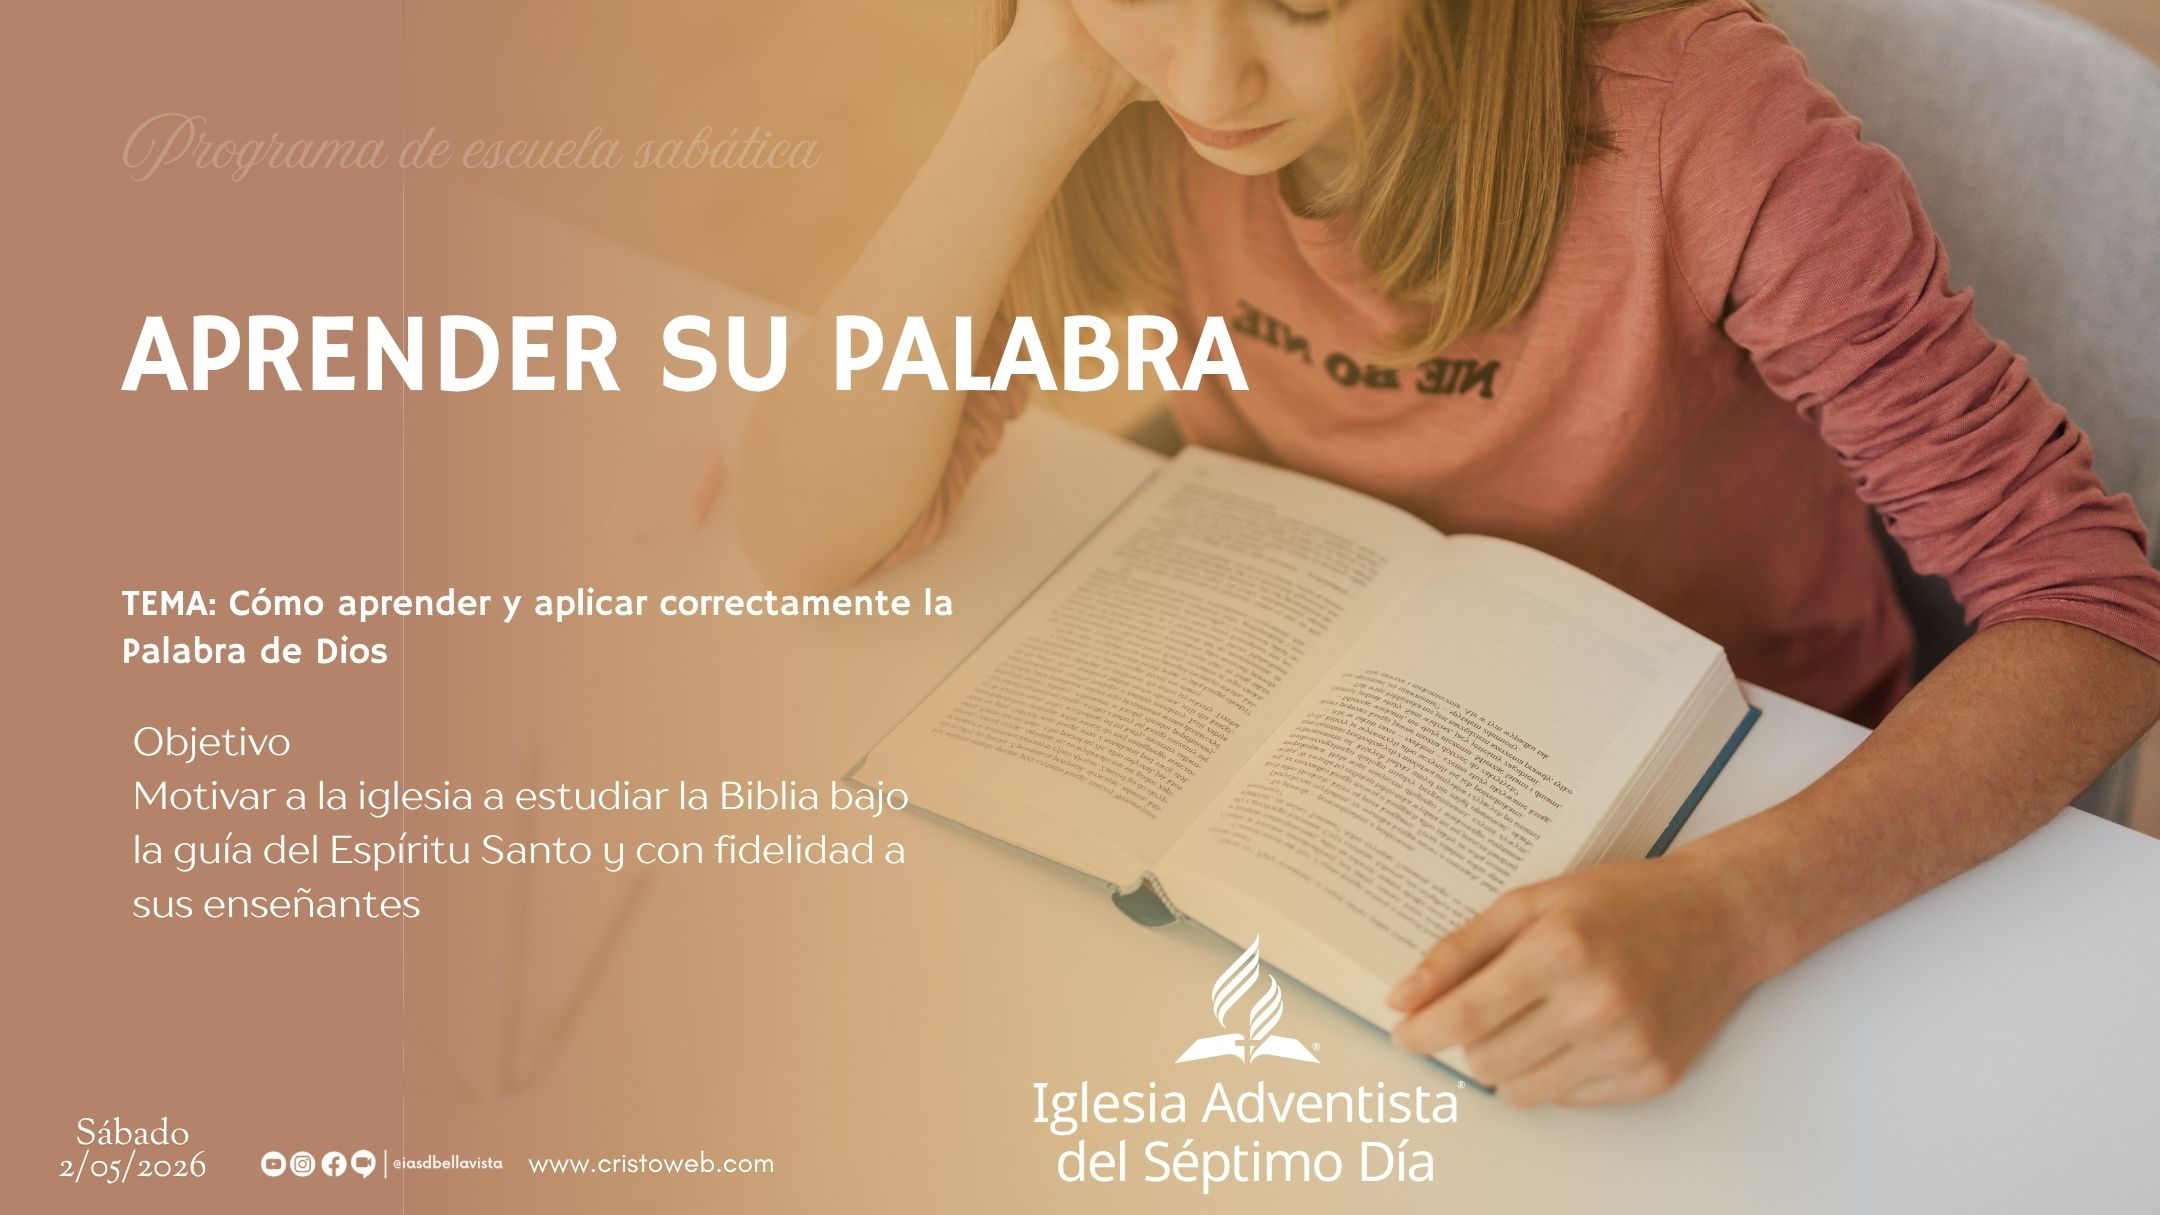 Programa de escuela sabática
APRENDER SU PALABRA
TEMA: Cómo aprender y aplicar correctamente la
Palabra de Dios
Objetivo
Motivar a la iglesia a estudiar la Biblia bajo
la guía del Espíritu Santo y con fidelidad a
sus enseñantes
Iglesia Adventista®
del Séptimo Día
Sábado
2/05/2026
@iasdbellavista
www.cristoweb.com